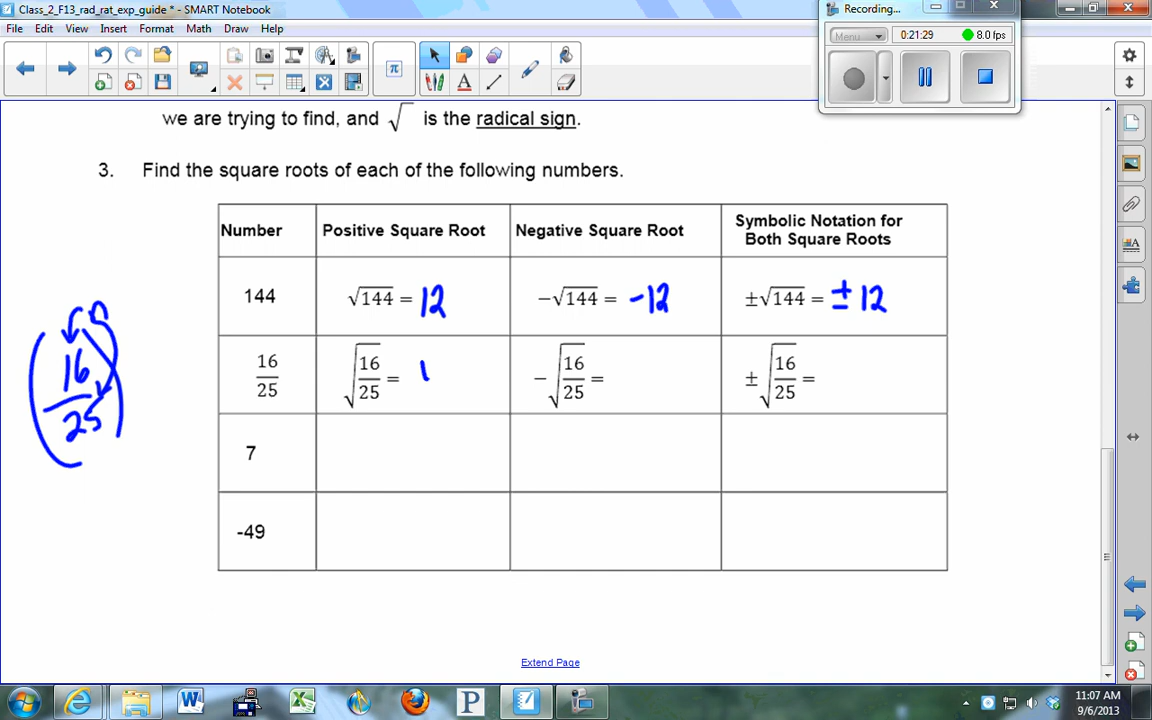 Class_2_F13_rad_rat_exp_guide * - SMART Notebook
File Edit View Insert Format Math Draw Help
Recording...
Menu 0:21:29 8.0 fps
we are trying to find, and √ is the radical sign.
3. Find the square roots of each of the following numbers.
Number Positive Square Root Negative Square Root Symbolic Notation for Both Square Roots
144 √144 = 12 −√144 = -12 ±√144 = ± 12
16/25 √16/25 = −√16/25 = ±√16/25 =
7
-49
(16/25)
Extend Page
11:07 AM
9/6/2013